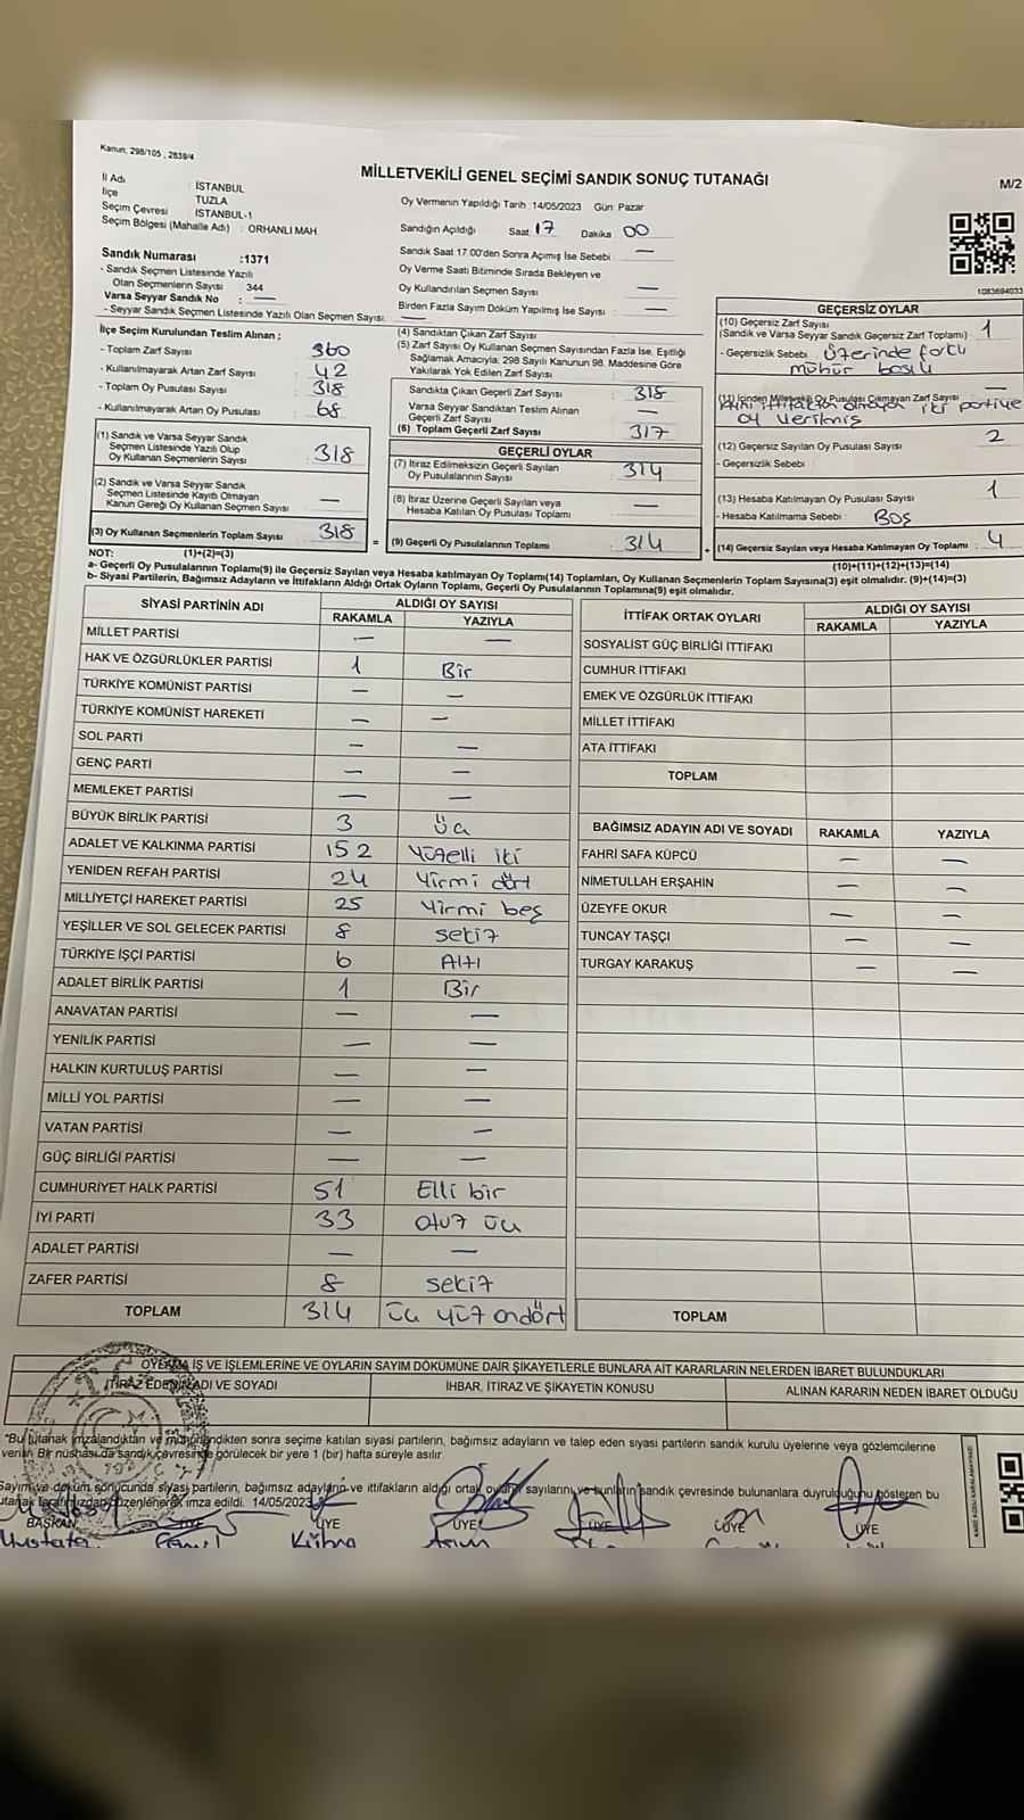 Kanun: 298/105 , 2839/4
MİLLETVEKİLİ GENEL SEÇİMİ SANDIK SONUÇ TUTANAĞI
M/2
İl Adı : İSTANBUL
İlçe : TUZLA
Seçim Çevresi : İSTANBUL-1
Seçim Bölgesi (Mahalle Adı) : ORHANLI MAH.
Oy Vermenin Yapıldığı Tarih :14/05/2023 Gün: Pazar
Sandığın Açıldığı Saat 17 Dakika 00
Sandık Saat 17:00'den Sonra Açımış İse Sebebi —
Oy Verme Saati Bitiminde Sırada Bekleyen ve
Oy Kullandırılan Seçmen Sayısı —
Birden Fazla Sayım Döküm Yapılmış İse Sayısı —
1083694033
Sandık Numarası :1371
- Sandık Seçmen Listesinde Yazılı
Olan Seçmenlerin Sayısı 344
Varsa Seyyar Sandık No : —
- Seyyar Sandık Seçmen Listesinde Yazılı Olan Seçmen Sayısı: —
İlçe Seçim Kurulundan Teslim Alınan ;
- Toplam Zarf Sayısı 360
- Kullanılmayarak Artan Zarf Sayısı 42
- Toplam Oy Pusulası Sayısı 318
- Kullanılmayarak Artan Oy Pusulası 68
(1) Sandık ve Varsa Seyyar Sandık
Seçmen Listesinde Yazılı Olup
Oy Kullanan Seçmenlerin Sayısı 318
(2) Sandık ve Varsa Seyyar Sandık
Seçmen Listesinde Kayıtlı Olmayan
Kanun Gereği Oy Kullanan Seçmen Sayısı —
(3) Oy Kullanan Seçmenlerin Toplam Sayısı 318
(4) Sandıktan Çıkan Zarf Sayısı
(5) Zarf Sayısı Oy Kullanan Seçmen Sayısından Fazla İse, Eşitliği
Sağlamak Amacıyla; 298 Sayılı Kanunun 98. Maddesine Göre
Yakılarak Yok Edilen Zarf Sayısı
Sandıkta Çıkan Geçerli Zarf Sayısı 318
Varsa Seyyar Sandıktan Teslim Alınan
Geçerli Zarf Sayısı —
(6) Toplam Geçerli Zarf Sayısı 317
GEÇERLİ OYLAR
(7) İtiraz Edilmeksizin Geçerli Sayılan
Oy Pusulalarının Sayısı 314
(8) İtiraz Üzerine Geçerli Sayılan veya
Hesaba Katılan Oy Pusulası Toplamı —
= (9) Geçerli Oy Pusulalarının Toplamı 314
GEÇERSİZ OYLAR
(10) Geçersiz Zarf Sayısı
(Sandık ve Varsa Seyyar Sandık Geçersiz Zarf Toplamı) 1
- Geçersizlik Sebebi Üzerinde farklı
mühür basılı
(11) İçinden Milletvekili Oy Pusulası Çıkmayan Zarf Sayısı —
Aynı ittifakta olmayan iki partiye
oy verilmiş
(12) Geçersiz Sayılan Oy Pusulası Sayısı 2
- Geçersizlik Sebebi
(13) Hesaba Katılmayan Oy Pusulası Sayısı 1
- Hesaba Katılmama Sebebi : Boş
+ (14) Geçersiz Sayılan veya Hesaba Katılmayan Oy Toplamı : 4
NOT: (1)+(2)=(3)
(10)+(11)+(12)+(13)=(14)
a- Geçerli Oy Pusulalarının Toplamı(9) ile Geçersiz Sayılan veya Hesaba katılmayan Oy Toplamı(14) Toplamları, Oy Kullanan Seçmenlerin Toplam Sayısına(3) eşit olmalıdır. (9)+(14)=(3)
b- Siyasi Partilerin, Bağımsız Adayların ve İttifakların Aldığı Ortak Oyların Toplamı, Geçerli Oy Pusulalarının Toplamına(9) eşit olmalıdır.
SİYASİ PARTİNİN ADI ALDIĞI OY SAYISI
RAKAMLA YAZIYLA
MİLLET PARTİSİ — —
HAK VE ÖZGÜRLÜKLER PARTİSİ 1 Bir
TÜRKİYE KOMÜNİST PARTİSİ — —
TÜRKİYE KOMÜNİST HAREKETİ — —
SOL PARTİ — —
GENÇ PARTİ — —
MEMLEKET PARTİSİ — —
BÜYÜK BİRLİK PARTİSİ 3 Üç
ADALET VE KALKINMA PARTİSİ 152 Yüzelli iki
YENİDEN REFAH PARTİSİ 24 Yirmi dört
MİLLİYETÇİ HAREKET PARTİSİ 25 Yirmi beş
YEŞİLLER VE SOL GELECEK PARTİSİ 8 sekiz
TÜRKİYE İŞÇİ PARTİSİ 6 Altı
ADALET BİRLİK PARTİSİ 1 Bir
ANAVATAN PARTİSİ — —
YENİLİK PARTİSİ — —
HALKIN KURTULUŞ PARTİSİ — —
MİLLİ YOL PARTİSİ — —
VATAN PARTİSİ — —
GÜÇ BİRLİĞİ PARTİSİ — —
CUMHURİYET HALK PARTİSİ 51 Elli bir
İYİ PARTİ 33 otuz üç
ADALET PARTİSİ — —
ZAFER PARTİSİ 8 sekiz
TOPLAM 314 üç yüz ondört
İTTİFAK ORTAK OYLARI ALDIĞI OY SAYISI
RAKAMLA YAZIYLA
SOSYALİST GÜÇ BİRLİĞİ İTTİFAKI
CUMHUR İTTİFAKI
EMEK VE ÖZGÜRLÜK İTTİFAKI
MİLLET İTTİFAKI
ATA İTTİFAKI
TOPLAM
BAĞIMSIZ ADAYIN ADI VE SOYADI RAKAMLA YAZIYLA
FAHRİ SAFA KÜPCÜ — —
NİMETULLAH ERŞAHİN — —
ÜZEYFE OKUR — —
TUNCAY TAŞÇI — —
TURGAY KARAKUŞ — —
TOPLAM
OYLAMA İŞ VE İŞLEMLERİNE VE OYLARIN SAYIM DÖKÜMÜNE DAİR ŞİKAYETLERLE BUNLARA AİT KARARLARIN NELERDEN İBARET BULUNDUKLARI
İTİRAZ EDENİN ADI VE SOYADI İHBAR, İTİRAZ VE ŞİKAYETİN KONUSU ALINAN KARARIN NEDEN İBARET OLDUĞU
*Bu tutanak imzalandıktan ve mühürlendikten sonra seçime katılan siyasi partilerin, bağımsız adayların ve talep eden siyasi partilerin sandık kurulu üyelerine veya gözlemcilerine
verilir. Bir nüshası da sandık çevresinde görülecek bir yere 1 (bir) hafta süreyle asılır.
Sayım ve döküm sonucunda siyasi partilerin, bağımsız adayların ve ittifakların aldığı ortak oyların sayılarını ve bunların sandık çevresinde bulunanlara duyrulduğunu gösteren bu
tutanak tarafımızdan düzenlenerek imza edildi. 14/05/2023
BAŞKAN ÜYE ÜYE ÜYE ÜYE ÜYE ÜYE
Mustafa Kübra